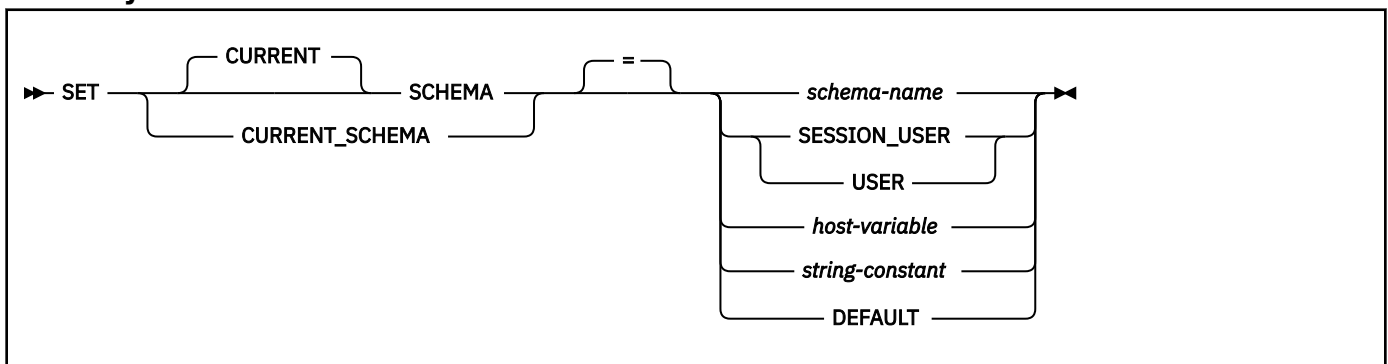 CURRENT
=
SET SCHEMA schema-name
CURRENT_SCHEMA SESSION_USER
USER
host-variable
string-constant
DEFAULT